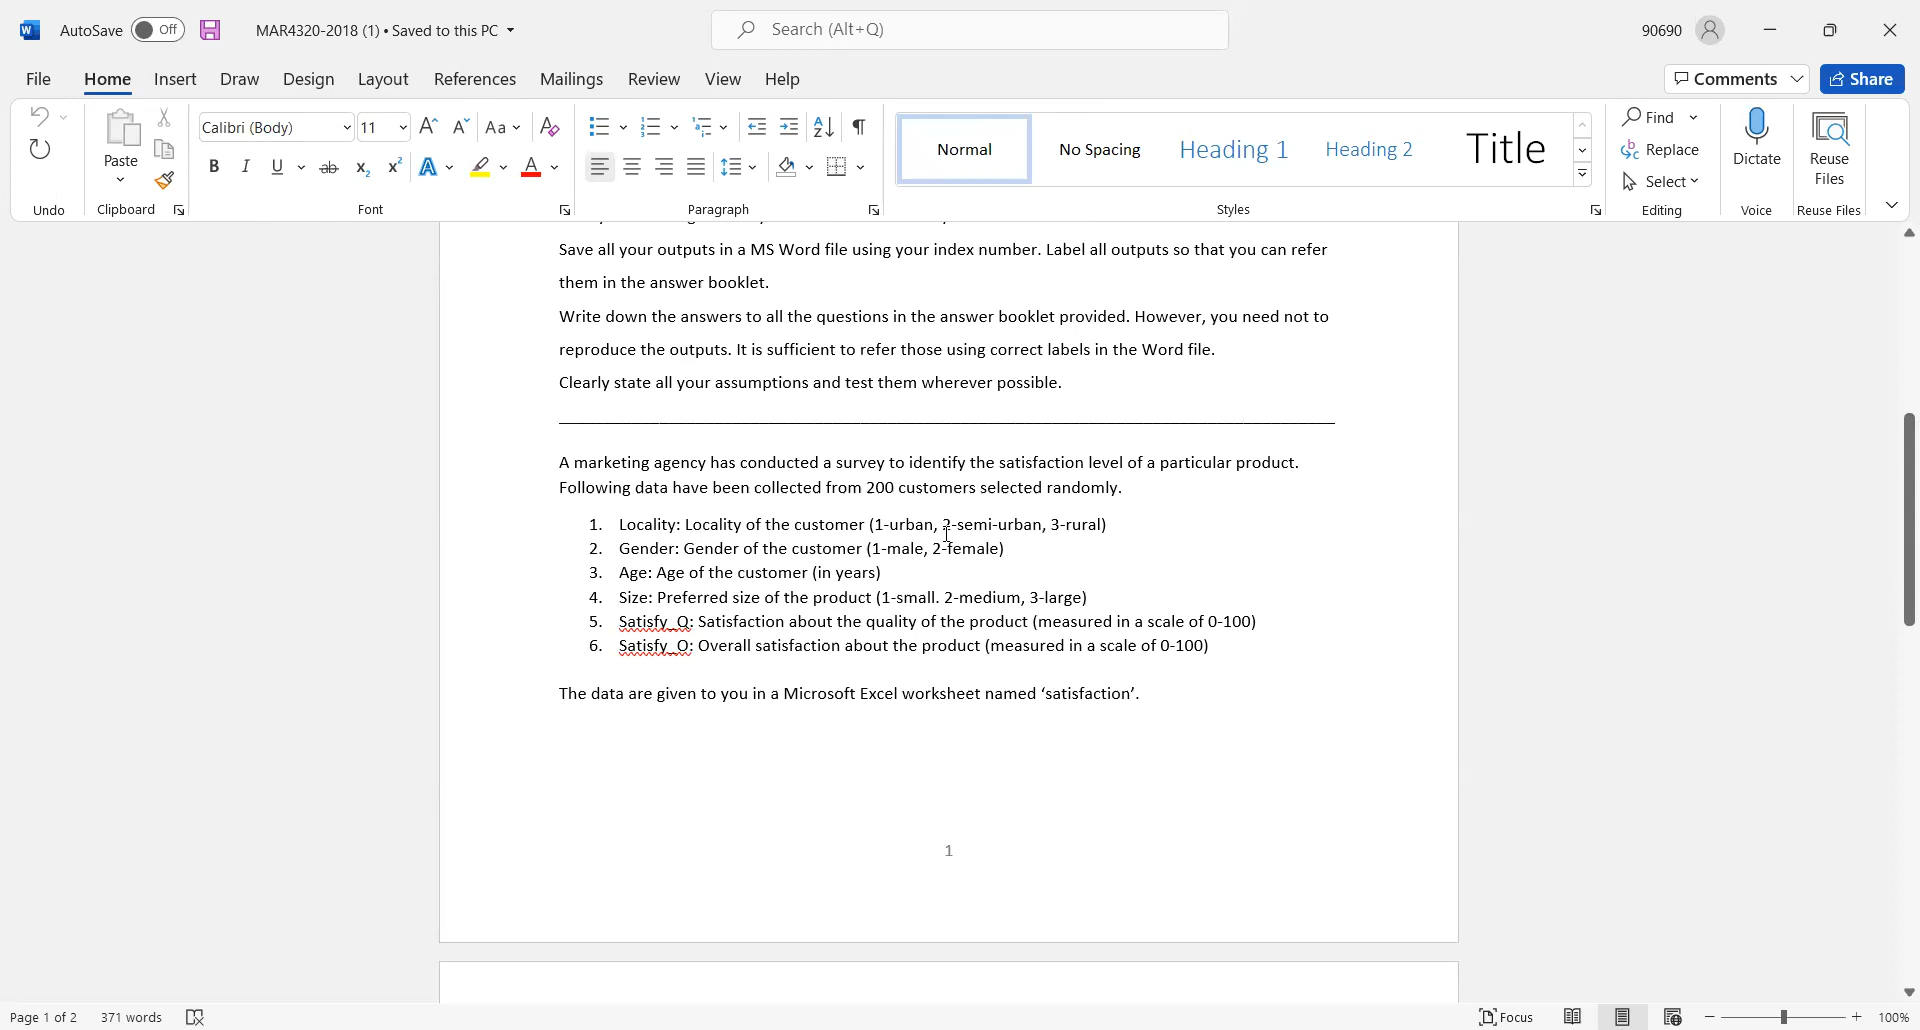 AutoSave Off MAR4320-2018 (1) • Saved to this PC Search (Alt+Q) 90690
File Home Insert Draw Design Layout References Mailings Review View Help Comments Share
Calibri (Body) 11 Aa Find
Paste Normal No Spacing Heading 1 Heading 2 Title Replace Dictate Reuse Files
B I U ab x₂ x² A A Select
Undo Clipboard Font Paragraph Styles Editing Voice Reuse Files
Save all your outputs in a MS Word file using your index number. Label all outputs so that you can refer
them in the answer booklet.
Write down the answers to all the questions in the answer booklet provided. However, you need not to
reproduce the outputs. It is sufficient to refer those using correct labels in the Word file.
Clearly state all your assumptions and test them wherever possible.
A marketing agency has conducted a survey to identify the satisfaction level of a particular product.
Following data have been collected from 200 customers selected randomly.
1. Locality: Locality of the customer (1-urban, 2-semi-urban, 3-rural)
2. Gender: Gender of the customer (1-male, 2-female)
3. Age: Age of the customer (in years)
4. Size: Preferred size of the product (1-small. 2-medium, 3-large)
5. Satisfy_Q: Satisfaction about the quality of the product (measured in a scale of 0-100)
6. Satisfy_O: Overall satisfaction about the product (measured in a scale of 0-100)
The data are given to you in a Microsoft Excel worksheet named ‘satisfaction’.
1
Page 1 of 2 371 words Focus 100%